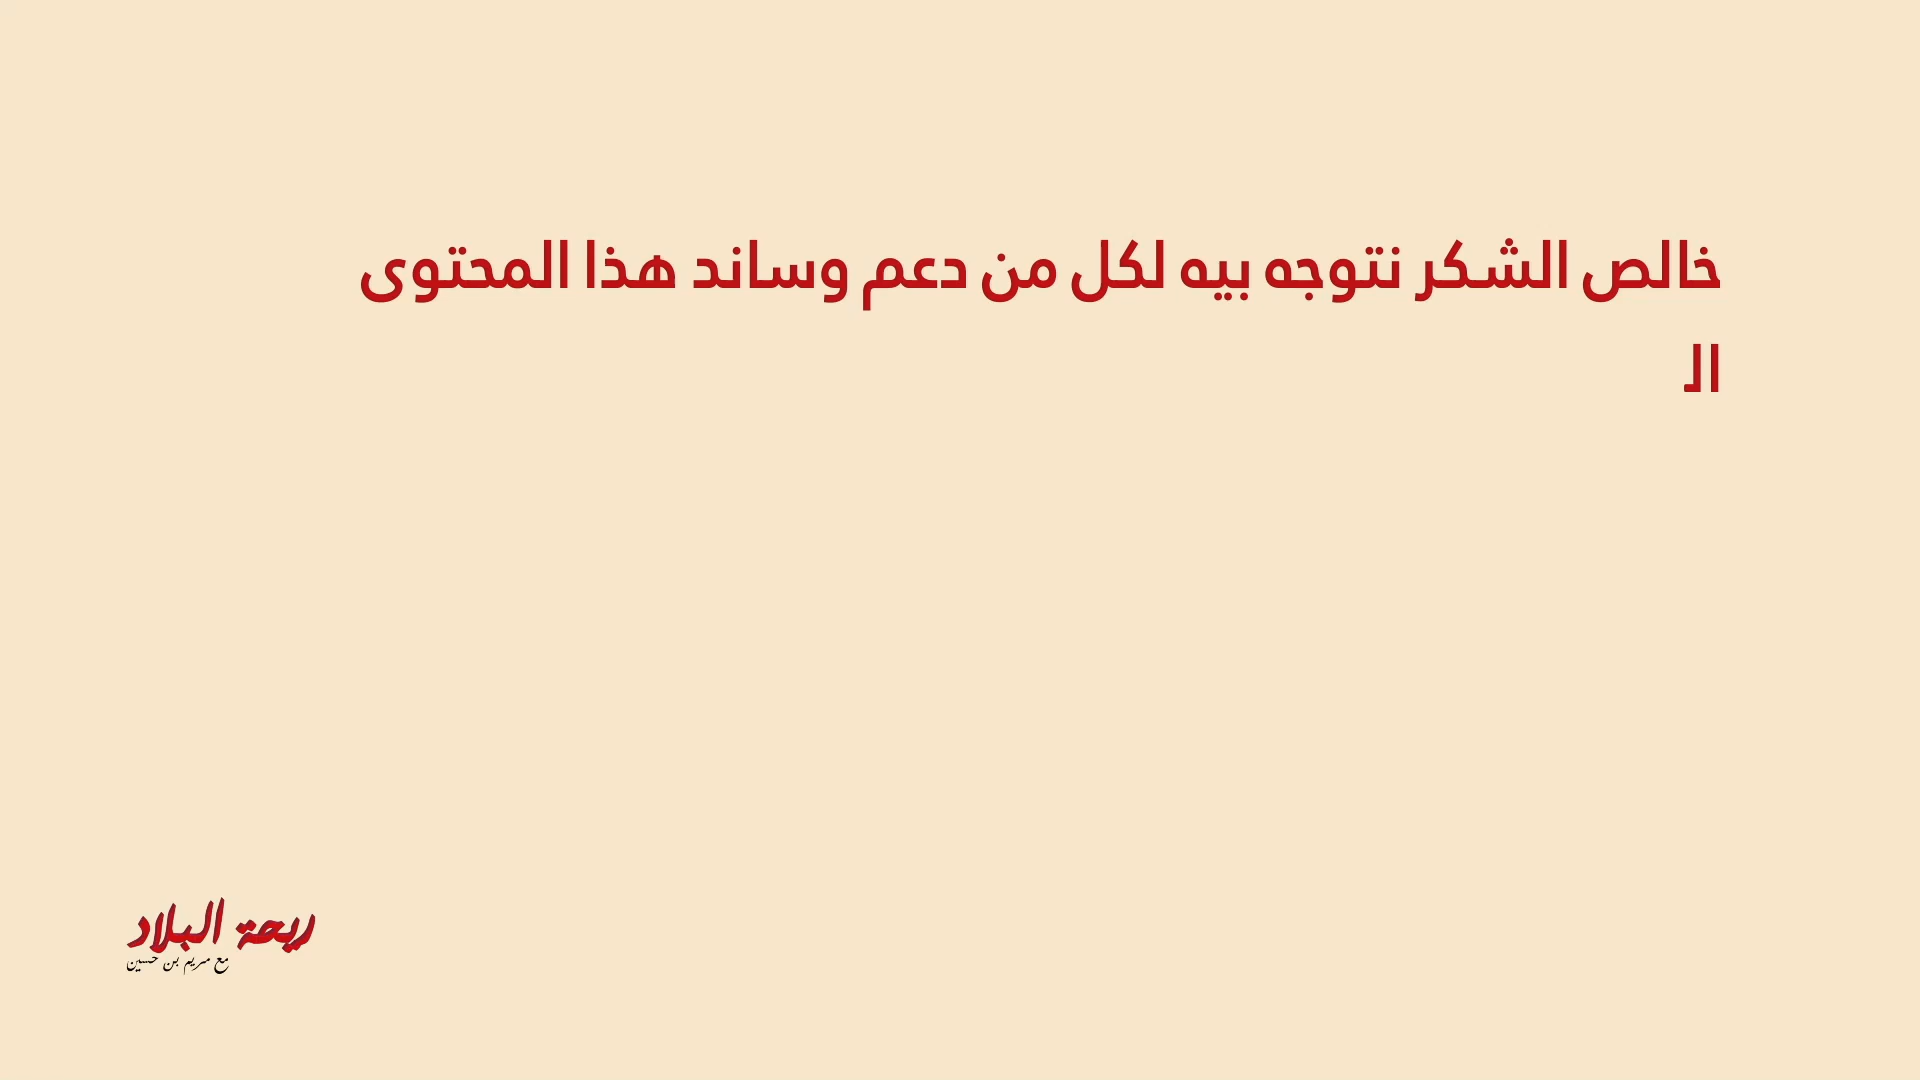 خالص الشكر نتوجه بيه لكل من دعم وساند هذا المحتوى
الـ
ريحة البلاد
مع مريم بن حسين